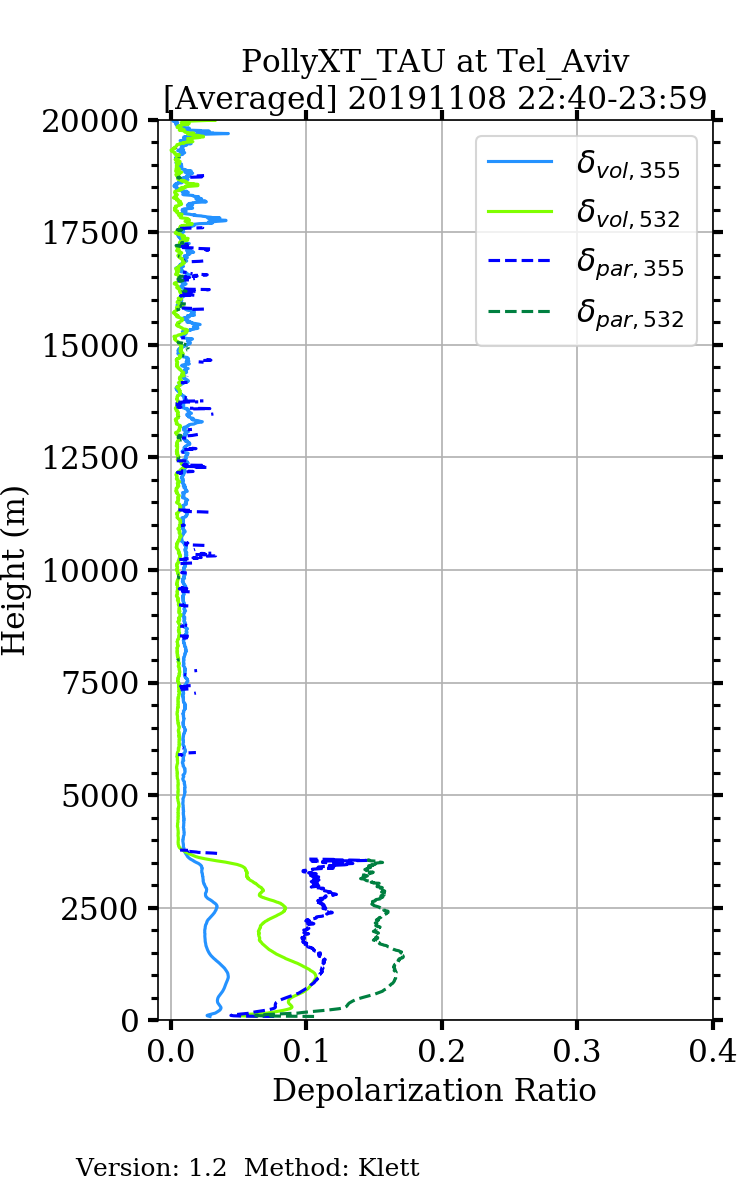 PollyXT_TAU at Tel_Aviv
[Averaged] 20191108 22:40-23:59
20000
17500
15000
12500
10000
7500
5000
2500
0
Height (m)
δvol, 355
δvol, 532
δpar, 355
δpar, 532
0.0 0.1 0.2 0.3 0.4
Depolarization Ratio
Version: 1.2 Method: Klett